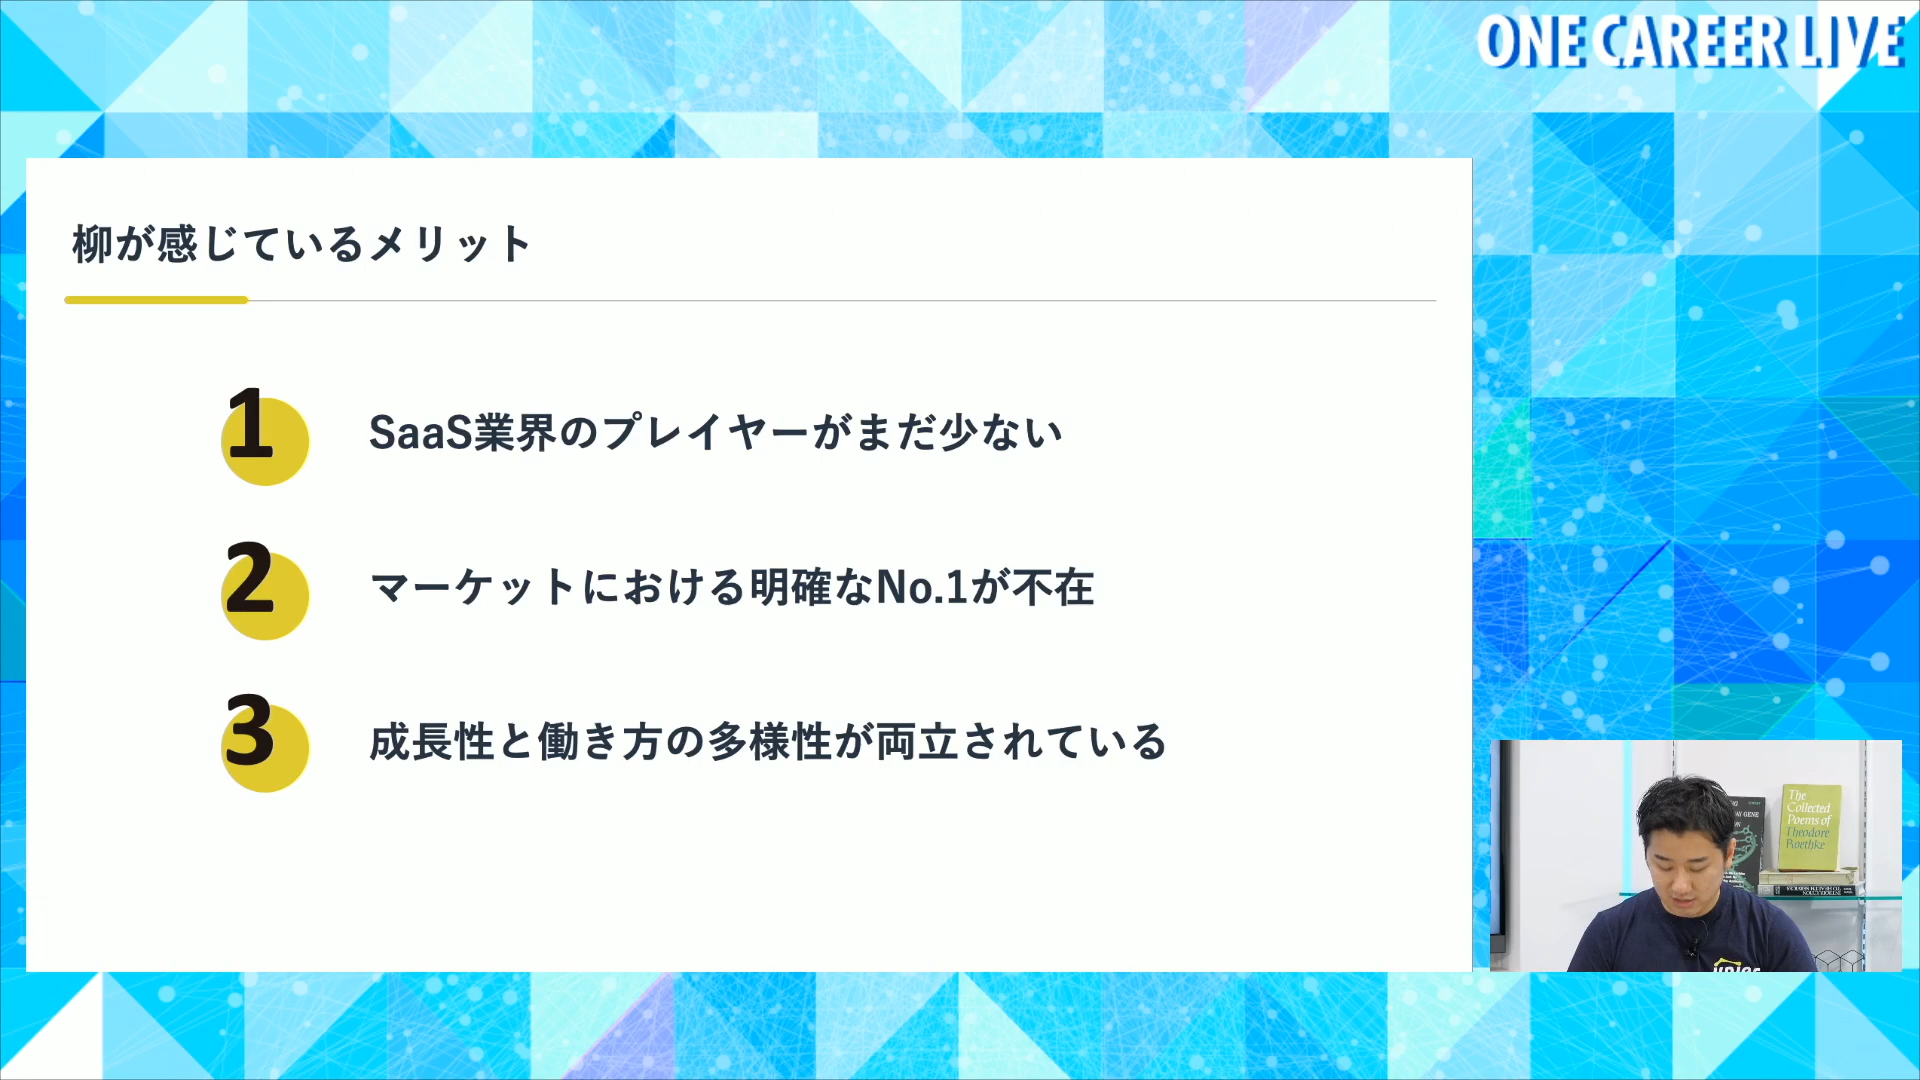 ONE CAREER LIVE
柳が感じているメリット
1
SaaS業界のプレイヤーがまだ少ない
2
マーケットにおける明確なNo.1が不在
3
成長性と働き方の多様性が両立されている
The
Collected
Poems of
Theodore
Roethke
GENE
INTRODUCTION